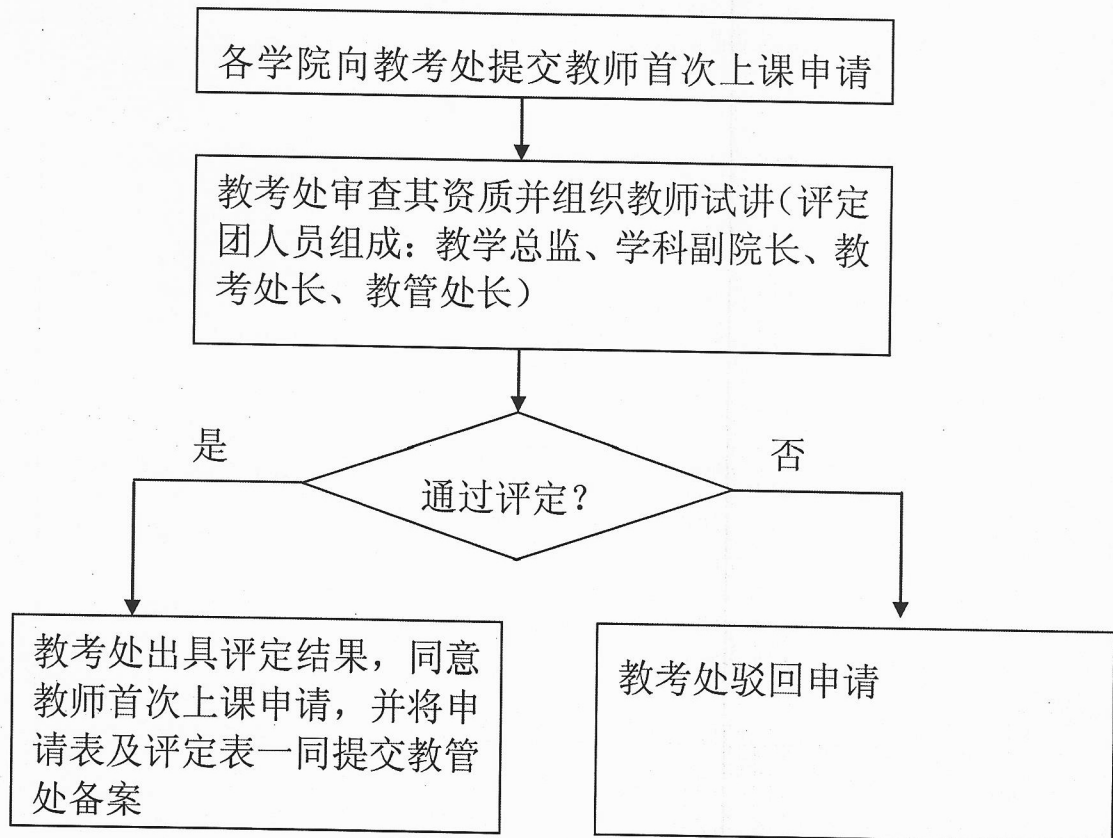 各学院向教考处提交教师首次上课申请
教考处审查其资质并组织教师试讲（评定
团人员组成：教学总监、学科副院长、教
考处长、教管处长）
是
否
通过评定？
教考处出具评定结果，同意
教师首次上课申请，并将申
请表及评定表一同提交教管
处备案
教考处驳回申请